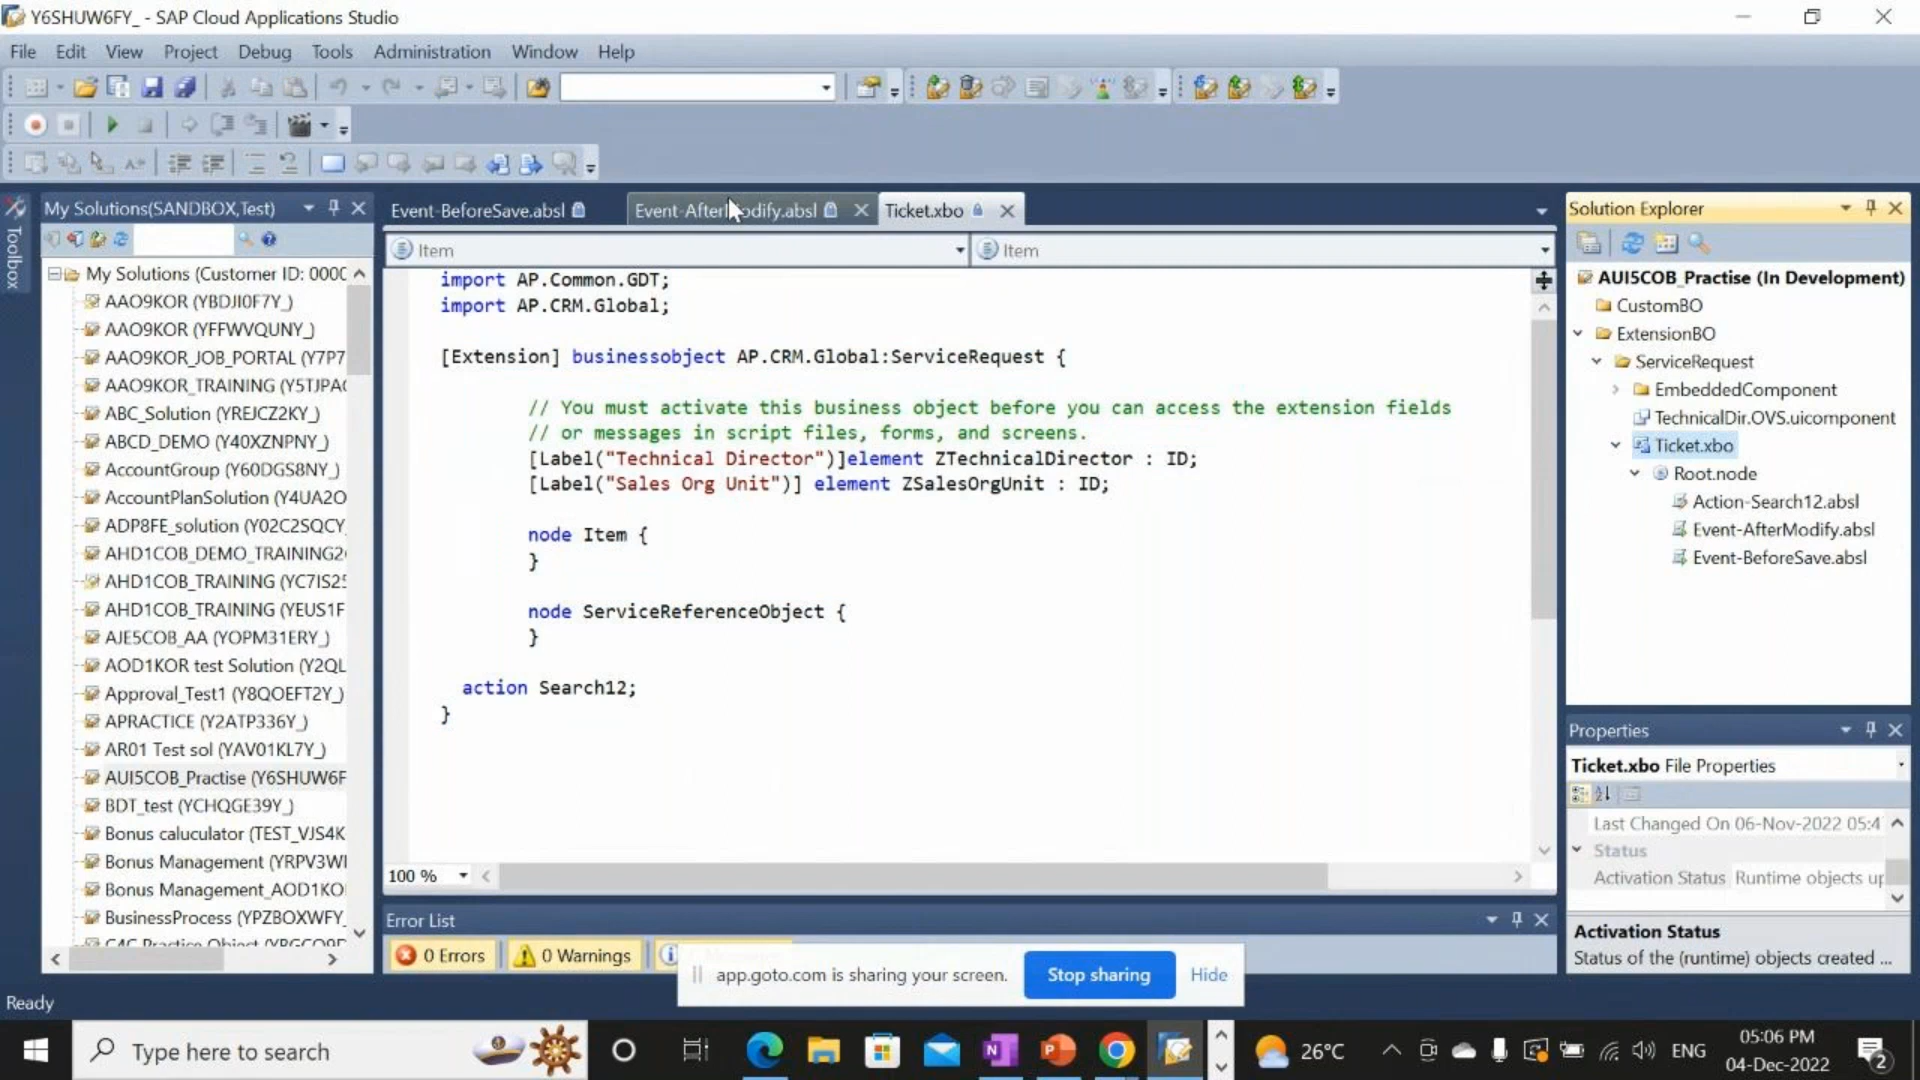 Y6SHUW6FY_ - SAP Cloud Applications Studio
File Edit View Project Debug Tools Administration Window Help
My Solutions(SANDBOX,Test)
Toolbox
My Solutions (Customer ID: 0000
AAO9KOR (YBDJI0F7Y_)
AAO9KOR (YFFWVQUNY_)
AAO9KOR_JOB_PORTAL (Y7P7
AAO9KOR_TRAINING (Y5TJPA
ABC_Solution (YREJCZ2KY_)
ABCD_DEMO (Y40XZNPNY_)
AccountGroup (Y60DGS8NY_)
AccountPlanSolution (Y4UA2O
ADP8FE_solution (Y02C2SQCY_
AHD1COB_DEMO_TRAINING2
AHD1COB_TRAINING (YC7IS25
AHD1COB_TRAINING (YEUS1F
AJE5COB_AA (YOPM31ERY_)
AOD1KOR test Solution (Y2QL
Approval_Test1 (Y8QOEFT2Y_)
APRACTICE (Y2ATP336Y_)
AR01 Test sol (YAV01KL7Y_)
AUI5COB_Practise (Y6SHUW6F
BDT_test (YCHQGE39Y_)
Bonus caluculator (TEST_VJS4K
Bonus Management (YRPV3W
Bonus Management_AOD1KO
BusinessProcess (YPZBOXWFY_
Event-BeforeSave.absl Event-AfterModify.absl Ticket.xbo
Item Item
import AP.Common.GDT;
import AP.CRM.Global;
[Extension] businessobject AP.CRM.Global:ServiceRequest {
// You must activate this business object before you can access the extension fields
// or messages in script files, forms, and screens.
[Label("Technical Director")]element ZTechnicalDirector : ID;
[Label("Sales Org Unit")] element ZSalesOrgUnit : ID;
node Item {
}
node ServiceReferenceObject {
}
action Search12;
}
100 %
Error List
0 Errors 0 Warnings
app.goto.com is sharing your screen. Stop sharing Hide
Solution Explorer
AUI5COB_Practise (In Development)
CustomBO
ExtensionBO
ServiceRequest
EmbeddedComponent
TechnicalDir.OVS.uicomponent
Ticket.xbo
Root.node
Action-Search12.absl
Event-AfterModify.absl
Event-BeforeSave.absl
Properties
Ticket.xbo File Properties
Last Changed On 06-Nov-2022 05:4
Status
Activation Status Runtime objects up
Activation Status
Status of the (runtime) objects created ...
Ready
Type here to search
26°C
ENG
05:06 PM
04-Dec-2022
2